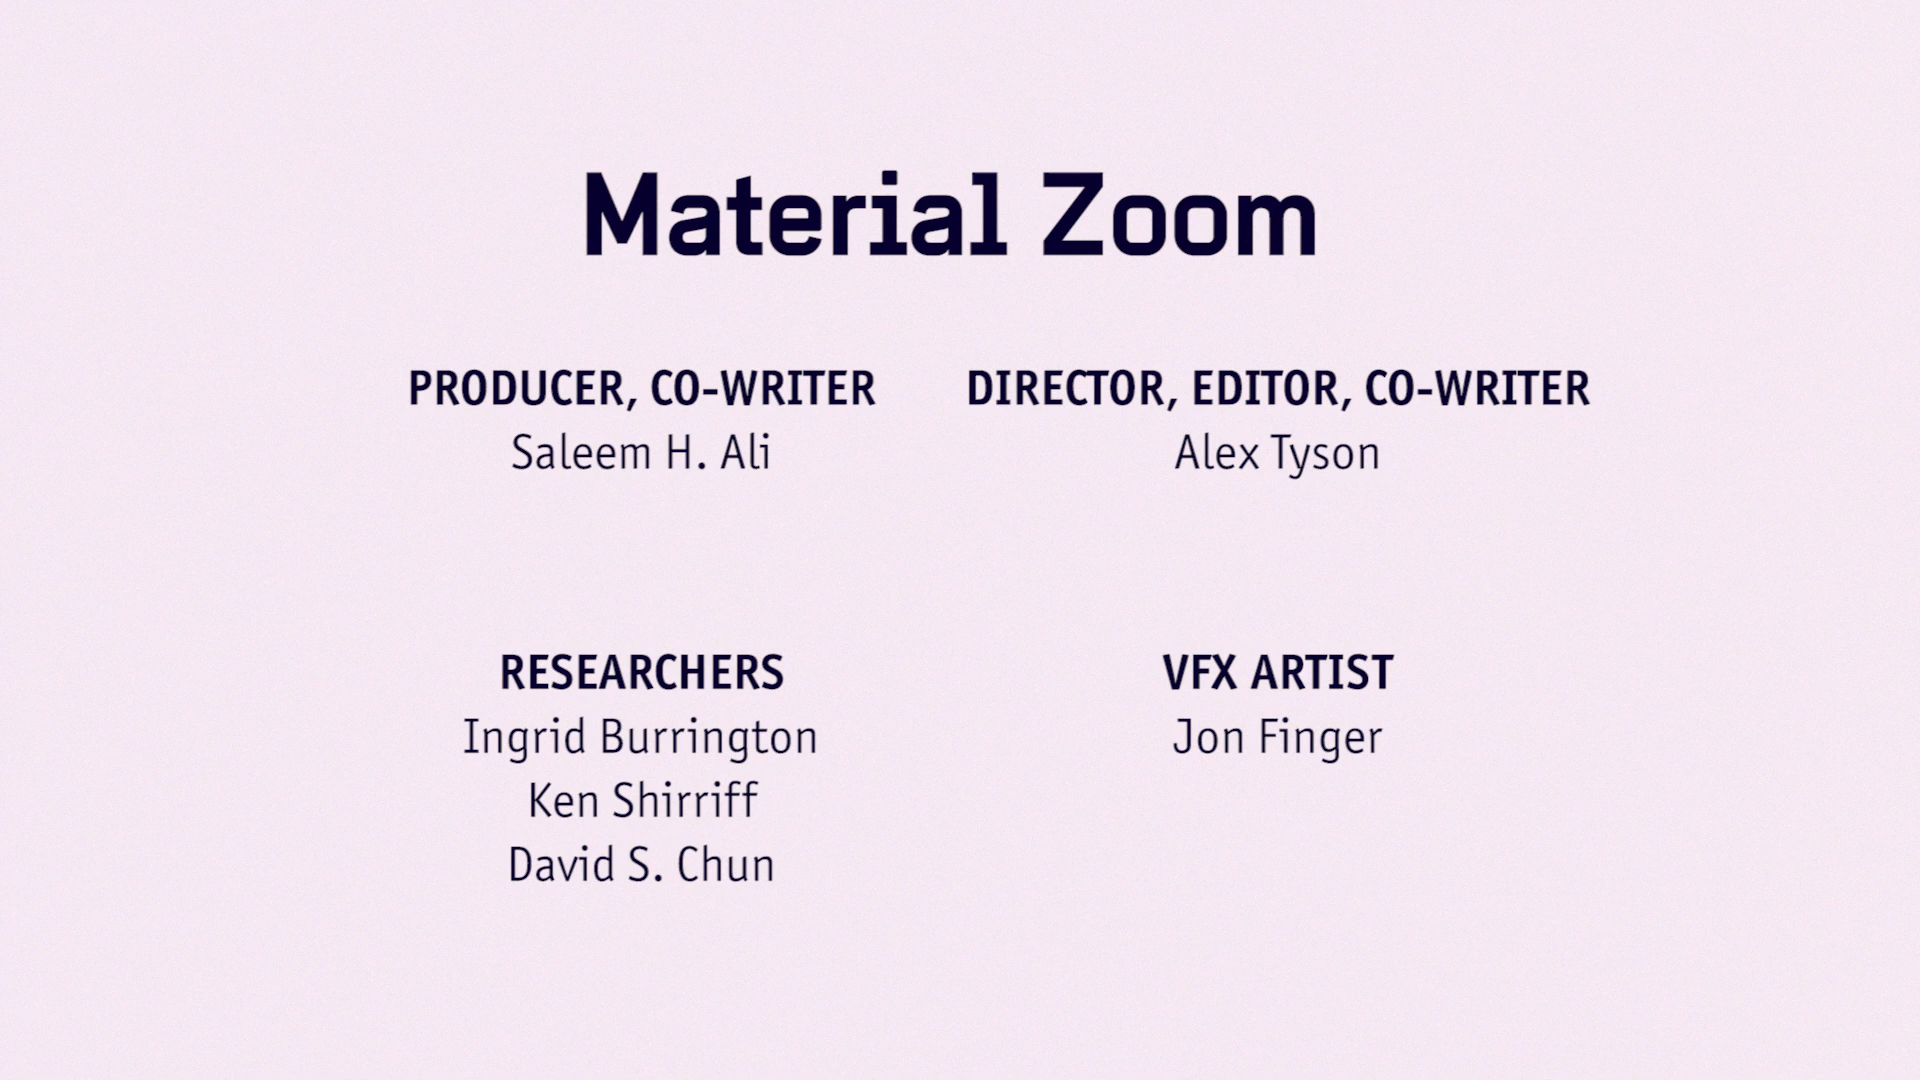 Material Zoom
PRODUCER, CO-WRITER
Saleem H. Ali
DIRECTOR, EDITOR, CO-WRITER
Alex Tyson
RESEARCHERS
Ingrid Burrington
Ken Shirriff
David S. Chun
VFX ARTIST
Jon Finger